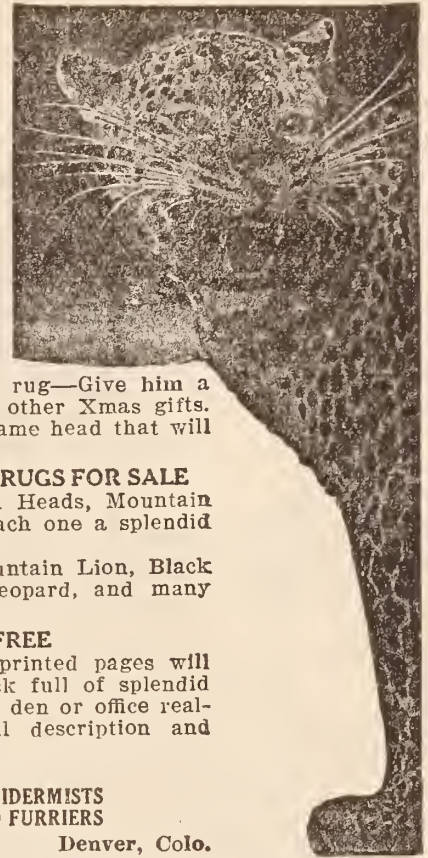 rug—Give him a
other Xmas gifts.
ame head that will
RUGS FOR SALE
Heads, Mountain
ach one a splendid
untain Lion, Black
eopard, and many
FREE
printed pages will
k full of splendid
den or office real-
l description and
IDERMISTS
FURRIERS
Denver, Colo.